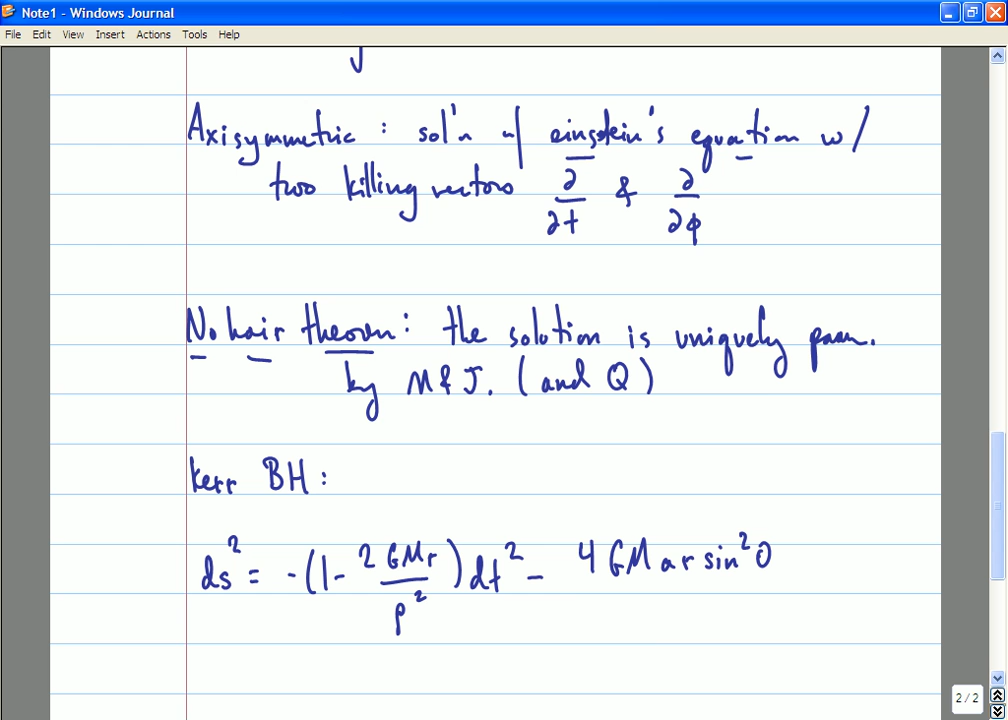 Note1 - Windows Journal
File Edit View Insert Actions Tools Help
Axisymmetric : sol'n w/ einstein's equation w/
two killing vectors ∂/∂t & ∂/∂φ
No hair theorem: the solution is uniquely param.
by M & J. (and Q)
Kerr BH:
ds² = -(1 - 2GMr/ρ²)dt² - 4GMar sin²θ
2 / 2